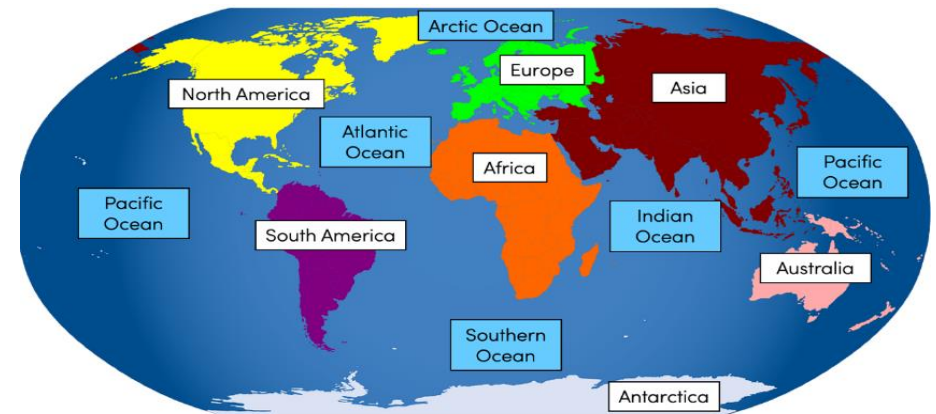 Arctic Ocean
Europe
North America
Asia
Atlantic
Ocean
Africa
Pacific
Ocean
Pacific
Ocean
Indian
Ocean
South America
Australia
Southern
Ocean
Antarctica